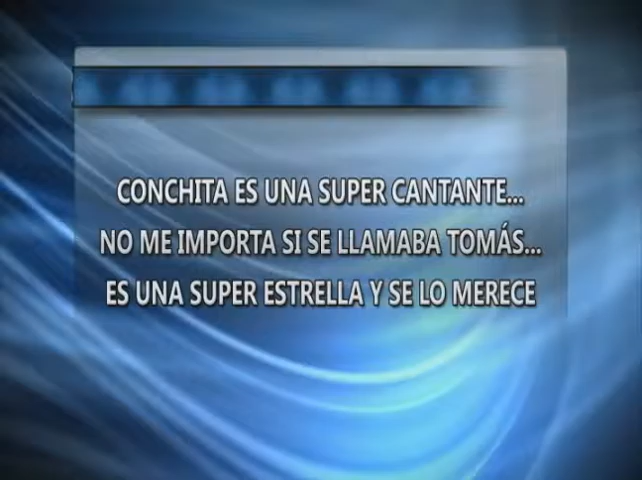 CONCHITA ES UNA SUPER CANTANTE...
NO ME IMPORTA SI SE LLAMABA TOMÁS...
ES UNA SUPER ESTRELLA Y SE LO MERECE